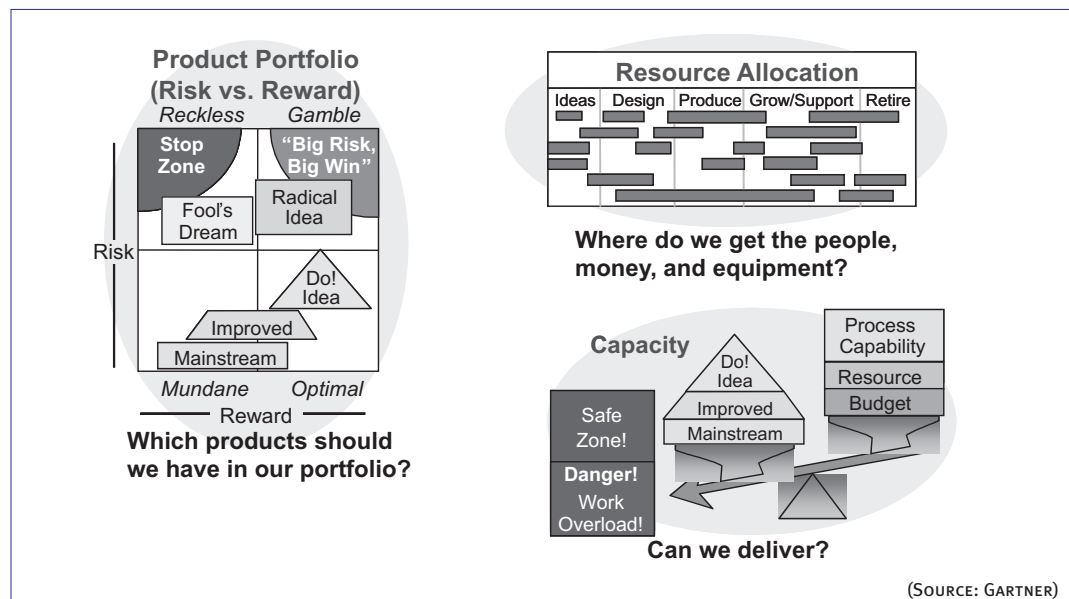 Product Portfolio
(Risk vs. Reward)
Reckless Gamble
Stop
Zone
“Big Risk,
Big Win”
Fool's
Dream
Radical
Idea
Risk
Do!
Idea
Improved
Mainstream
Mundane Optimal
Reward
Which products should
we have in our portfolio?
Resource Allocation
Ideas Design Produce Grow/Support Retire
Where do we get the people,
money, and equipment?
Capacity
Safe
Zone!
Danger!
Work
Overload!
Do!
Idea
Improved
Mainstream
Process
Capability
Resource
Budget
Can we deliver?
(SOURCE: GARTNER)